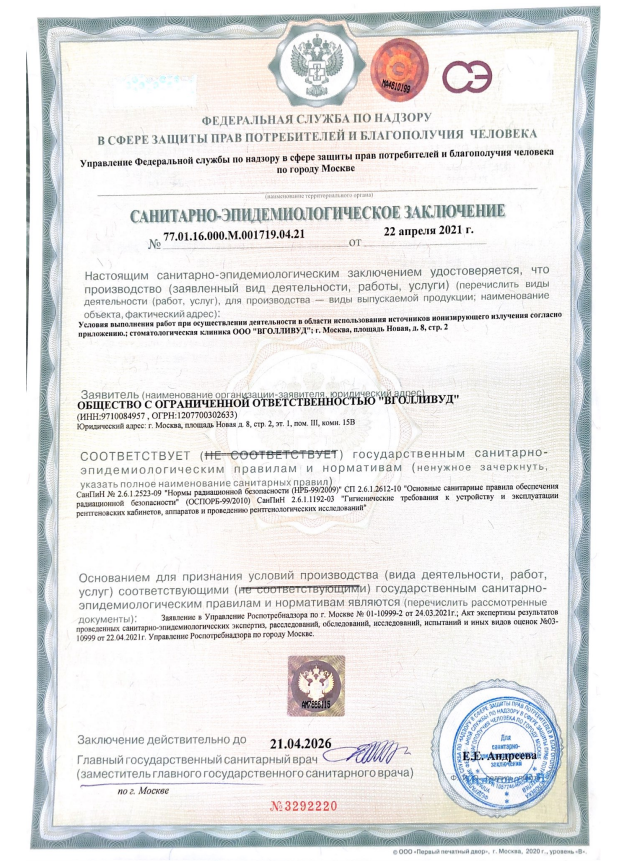 МА4810199
СЭ
ФЕДЕРАЛЬНАЯ СЛУЖБА ПО НАДЗОРУ
В СФЕРЕ ЗАЩИТЫ ПРАВ ПОТРЕБИТЕЛЕЙ И БЛАГОПОЛУЧИЯ ЧЕЛОВЕКА
Управление Федеральной службы по надзору в сфере защиты прав потребителей и благополучия человека
по городу Москве
(наименование территориального органа)
САНИТАРНО-ЭПИДЕМИОЛОГИЧЕСКОЕ ЗАКЛЮЧЕНИЕ
№ 77.01.16.000.М.001719.04.21 от 22 апреля 2021 г.
Настоящим санитарно-эпидемиологическим заключением удостоверяется, что
производство (заявленный вид деятельности, работы, услуги) (перечислить виды
деятельности (работ, услуг), для производства — виды выпускаемой продукции; наименование
объекта, фактический адрес):
Условия выполнения работ при осуществлении деятельности в области использования источников ионизирующего излучения согласно
приложению.; стоматологическая клиника ООО "ВГОЛЛИВУД"; г. Москва, площадь Новая, д. 8, стр. 2
Заявитель (наименование организации-заявителя, юридический адрес)
ОБЩЕСТВО С ОГРАНИЧЕННОЙ ОТВЕТСТВЕННОСТЬЮ "ВГОЛЛИВУД"
(ИНН:9710084957 , ОГРН:1207700302633)
Юридический адрес: г. Москва, площадь Новая д. 8, стр. 2, эт. 1, пом. III, комн. 15В
СООТВЕТСТВУЕТ (НЕ СООТВЕТСТВУЕТ) государственным санитарно-
эпидемиологическим правилам и нормативам (ненужное зачеркнуть,
указать полное наименование санитарных правил)
СанПиН № 2.6.1.2523-09 "Нормы радиационной безопасности (НРБ-99/2009)" СП 2.6.1.2612-10 "Основные санитарные правила обеспечения
радиационной безопасности" (ОСПОРБ-99/2010) СанПиН 2.6.1.1192-03 "Гигиенические требования к устройству и эксплуатации
рентгеновских кабинетов, аппаратов и проведению рентгенологических исследований"
Основанием для признания условий производства (вида деятельности, работ,
услуг) соответствующими (не соответствующими) государственным санитарно-
эпидемиологическим правилам и нормативам являются (перечислить рассмотренные
документы): Заявление в Управление Роспотребнадзора по г. Москве № 01-10999-2 от 24.03.2021г.; Акт экспертизы результатов
проведенных санитарно-эпидемиологических экспертиз, расследований, обследований, исследований, испытаний и иных видов оценок №03-
10999 от 22.04.2021г. Управление Роспотребнадзора по городу Москве.
Заключение действительно до 21.04.2026
Главный государственный санитарный врач
(заместитель главного государственного санитарного врача)
по г. Москве
Для
санитарно-
заключений
Е.Е. Андреева
№3292220
© ООО «Первый печатный двор», г. Москва, 2020 г., уровень «В».